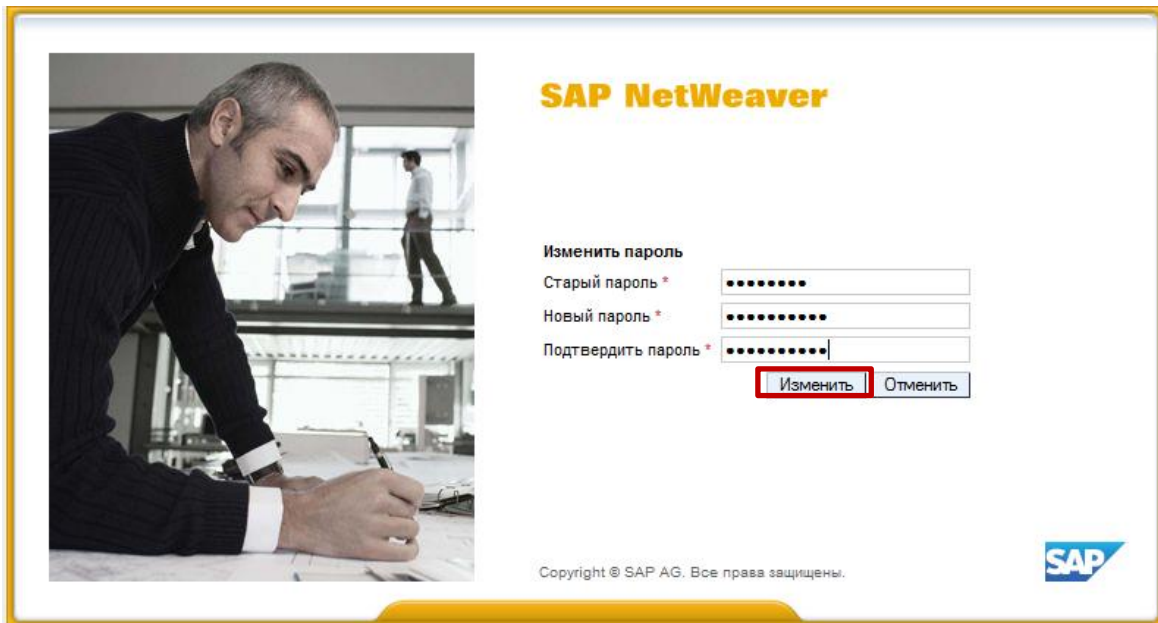 SAP NetWeaver
Изменить пароль
Старый пароль * ••••••••
Новый пароль * ••••••••••
Подтвердить пароль * ••••••••••
Изменить Отменить
Copyright © SAP AG. Все права защищены.
SAP